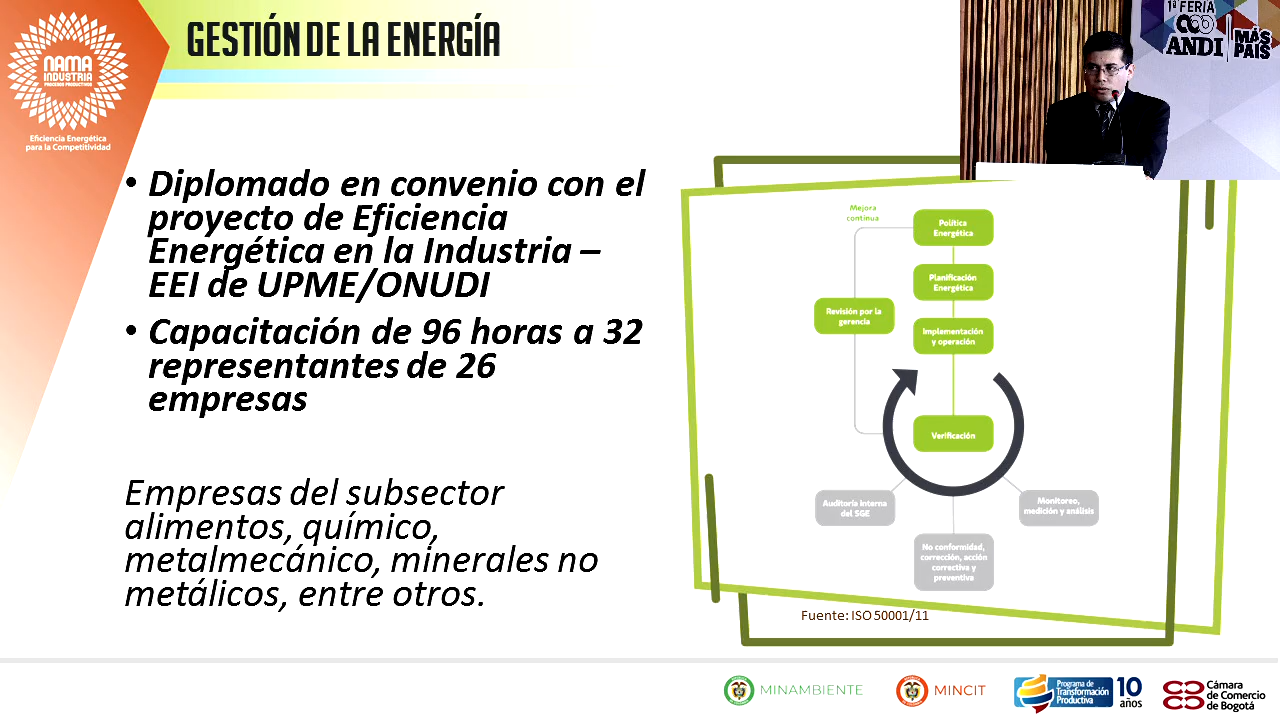 NAMA
INDUSTRIA
PROCESOS PRODUCTIVOS
Eficiencia Energética
para la Competitividad
GESTIÓN DE LA ENERGÍA
1ª FERIA
ANDI
MÁS
PAÍS
• Diplomado en convenio con el
proyecto de Eficiencia
Energética en la Industria –
EEI de UPME/ONUDI
• Capacitación de 96 horas a 32
representantes de 26
empresas
Empresas del subsector
alimentos, químico,
metalmecánico, minerales no
metálicos, entre otros.
Mejora
continua
Política
Energética
Planificación
Energética
Revisión por la
gerencia
Implementación
y operación
Verificación
Auditoría interna
del SGE
Monitoreo,
medición y análisis
No conformidad,
corrección, acción
correctiva y
preventiva
Fuente: ISO 50001/11
MINAMBIENTE
MINCIT
Programa de
Transformación
Productiva
10
años
Cámara
de Comercio
de Bogotá